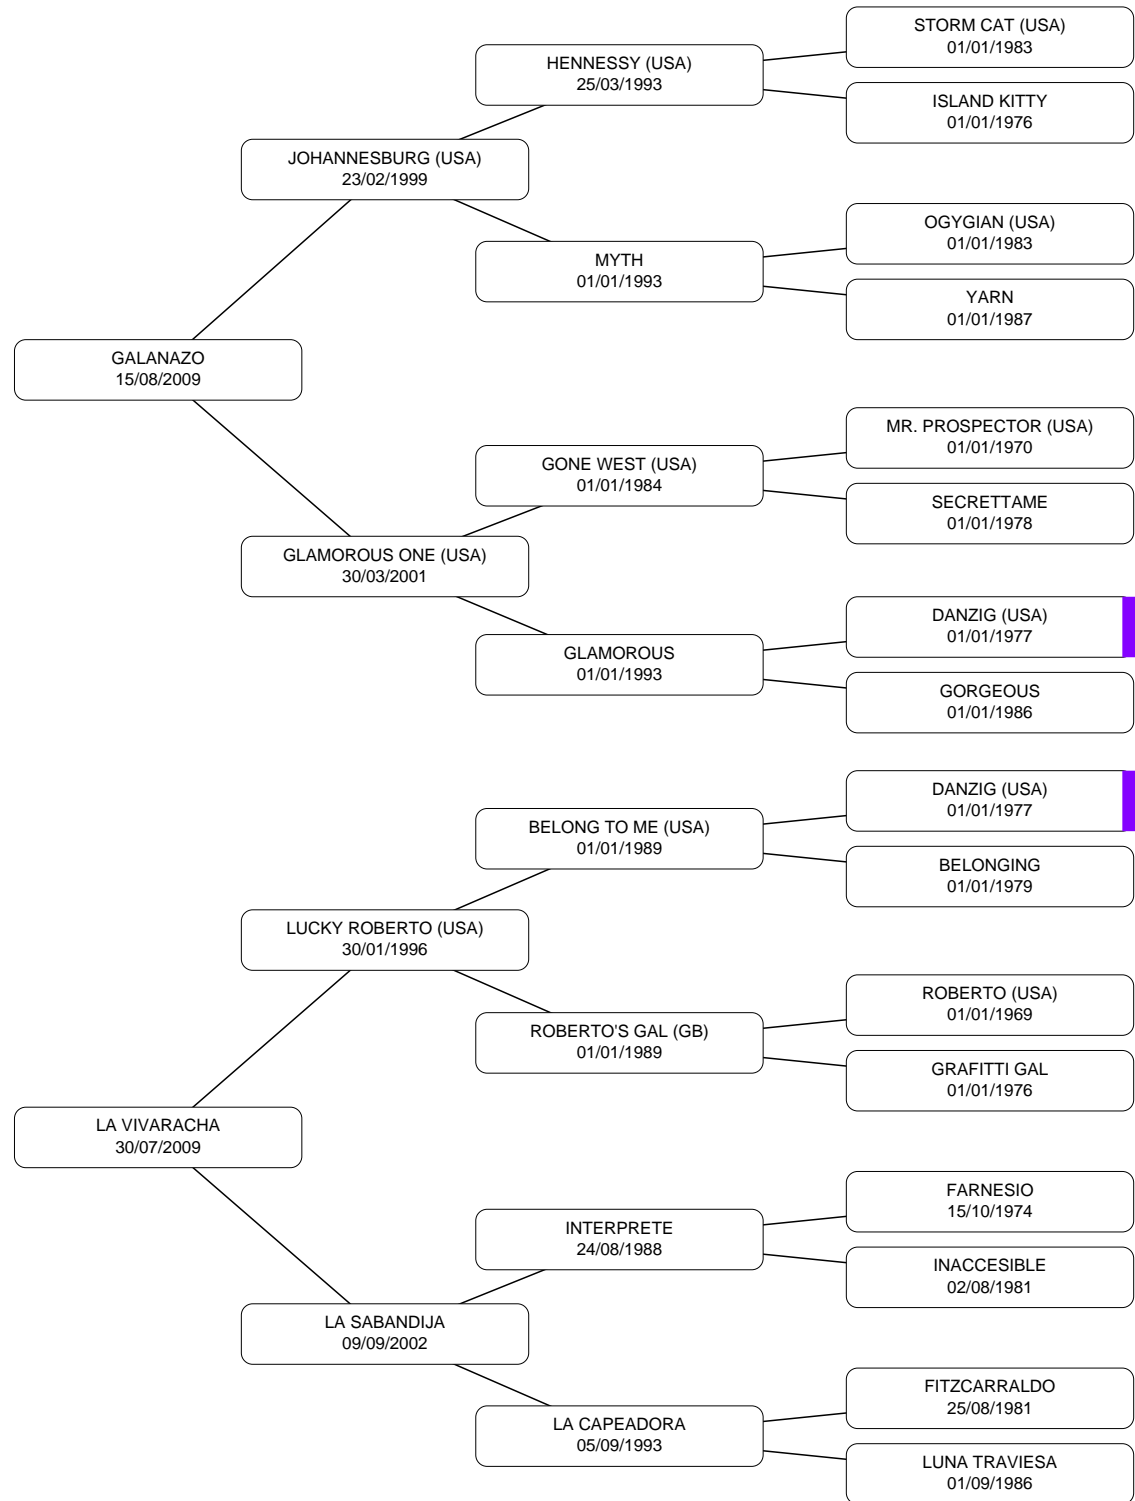 STORM CAT (USA)
01/01/1983
HENNESSY (USA)
25/03/1993
ISLAND KITTY
01/01/1976
JOHANNESBURG (USA)
23/02/1999
OGYGIAN (USA)
01/01/1983
MYTH
01/01/1993
YARN
01/01/1987
GALANAZO
15/08/2009
MR. PROSPECTOR (USA)
01/01/1970
GONE WEST (USA)
01/01/1984
SECRETTAME
01/01/1978
GLAMOROUS ONE (USA)
30/03/2001
DANZIG (USA)
01/01/1977
GLAMOROUS
01/01/1993
GORGEOUS
01/01/1986
DANZIG (USA)
01/01/1977
BELONG TO ME (USA)
01/01/1989
BELONGING
01/01/1979
LUCKY ROBERTO (USA)
30/01/1996
ROBERTO (USA)
01/01/1969
ROBERTO'S GAL (GB)
01/01/1989
GRAFITTI GAL
01/01/1976
LA VIVARACHA
30/07/2009
FARNESIO
15/10/1974
INTERPRETE
24/08/1988
INACCESIBLE
02/08/1981
LA SABANDIJA
09/09/2002
FITZCARRALDO
25/08/1981
LA CAPEADORA
05/09/1993
LUNA TRAVIESA
01/09/1986